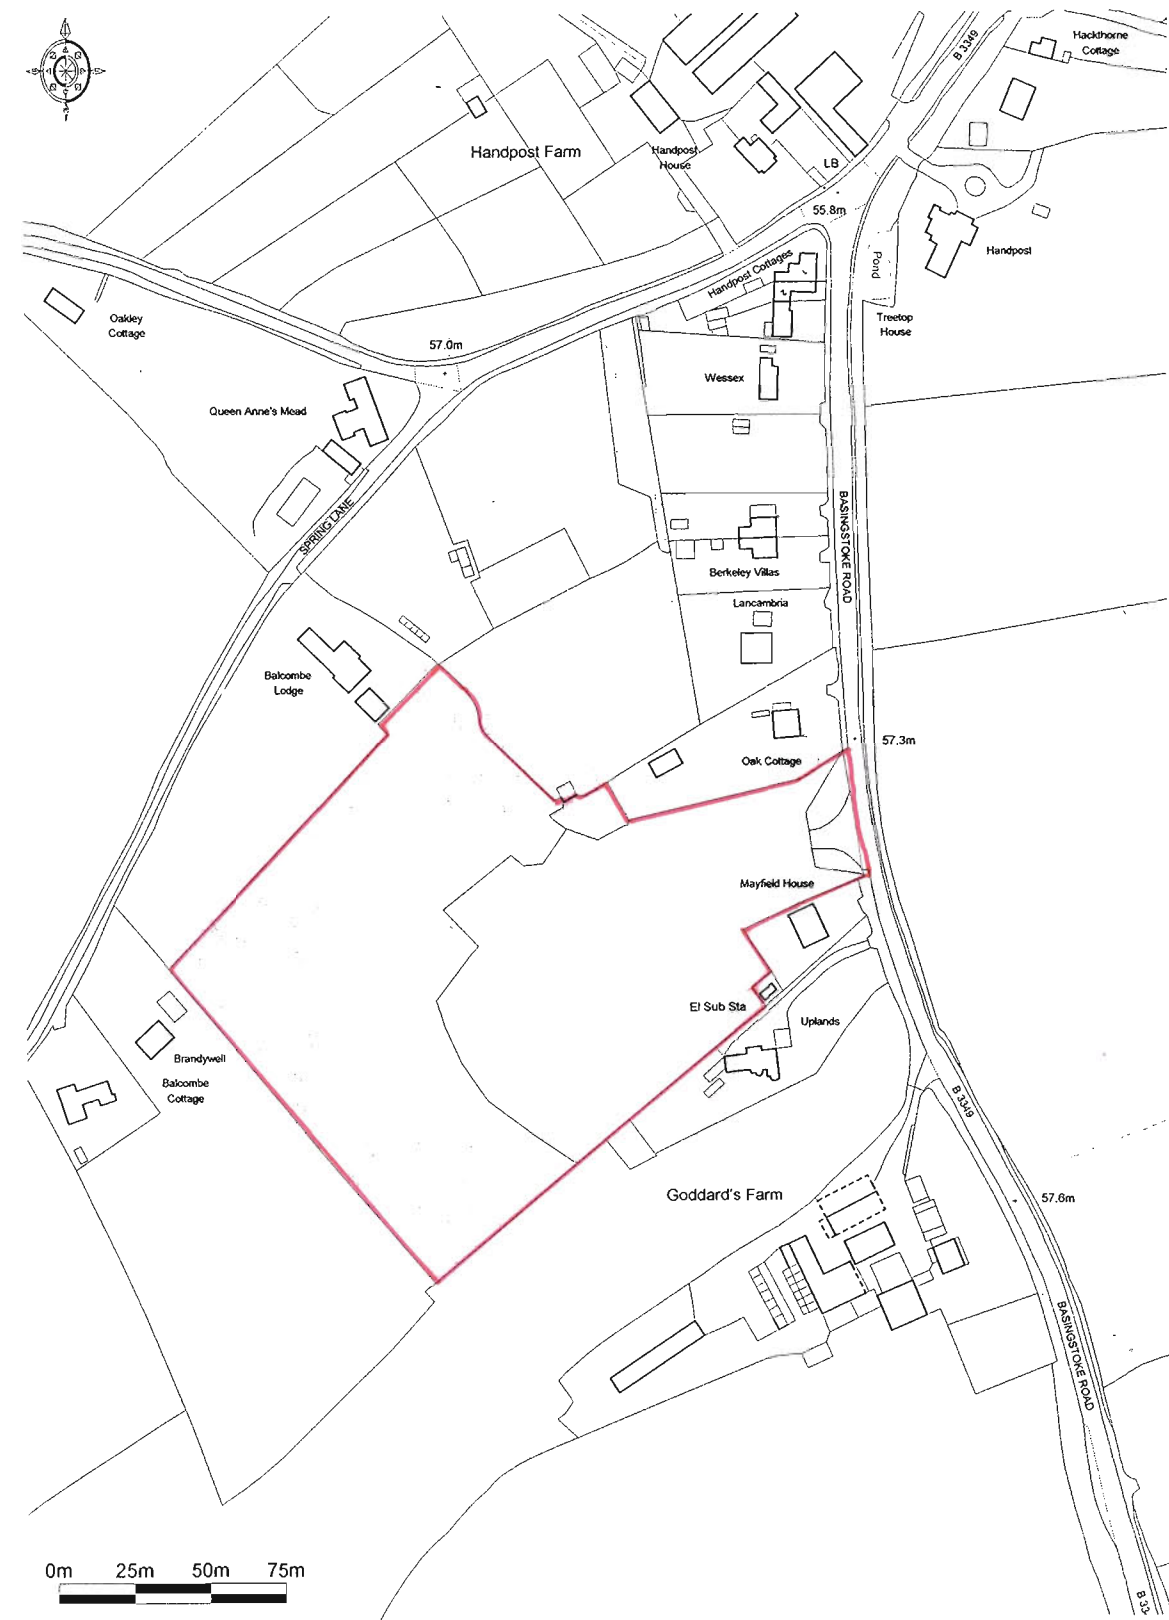 B 3349
Hackthorne
Cottage
Handpost Farm
Handpost
House
LB
55.8m
Handpost
Pond
Handpost Cottages
Treetop
House
Oakley
Cottage
57.0m
Wessex
Queen Anne's Mead
SPRING LANE
BASINGSTOKE ROAD
Berkeley Villas
Lancambria
Balcombe
Lodge
57.3m
Oak Cottage
Mayfield House
El Sub Sta
Uplands
Brandywell
Balcombe
Cottage
B 3349
Goddard's Farm
57.6m
BASINGSTOKE ROAD
0m 25m 50m 75m
B 33